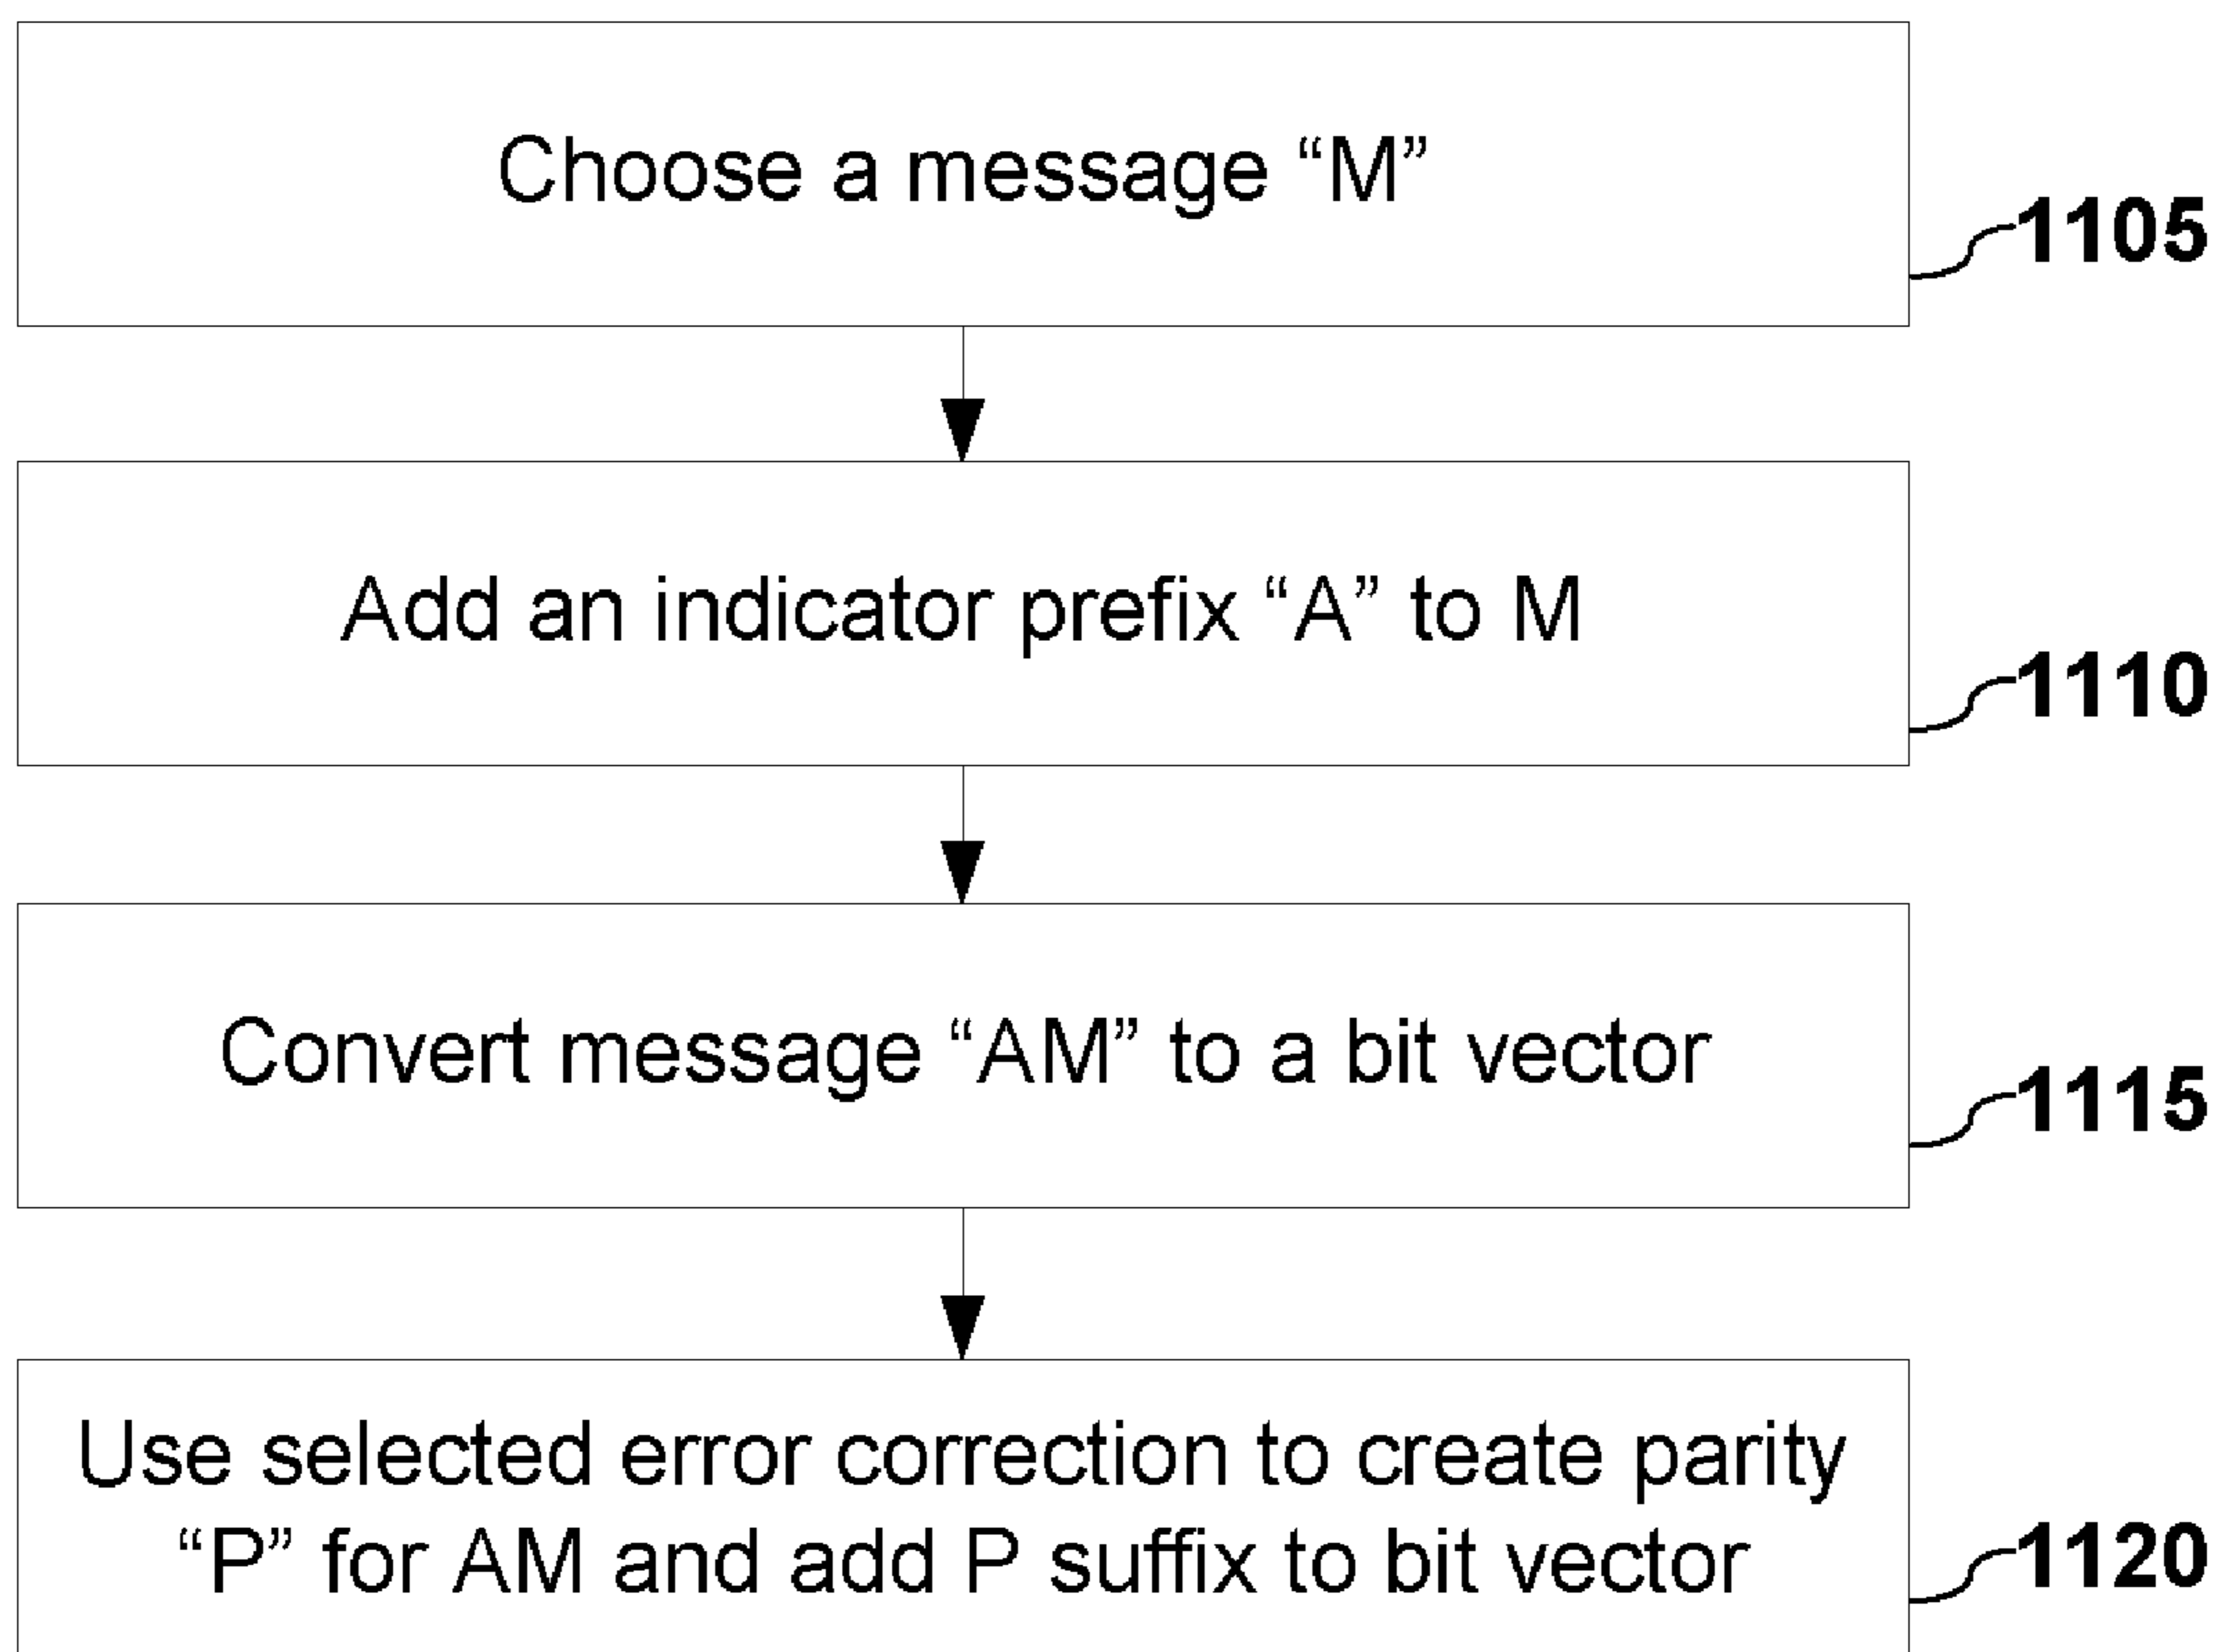 Choose a message “M”
1105
Add an indicator prefix “A” to M
1110
Convert message “AM” to a bit vector
1115
Use selected error correction to create parity
“P” for AM and add P suffix to bit vector
1120